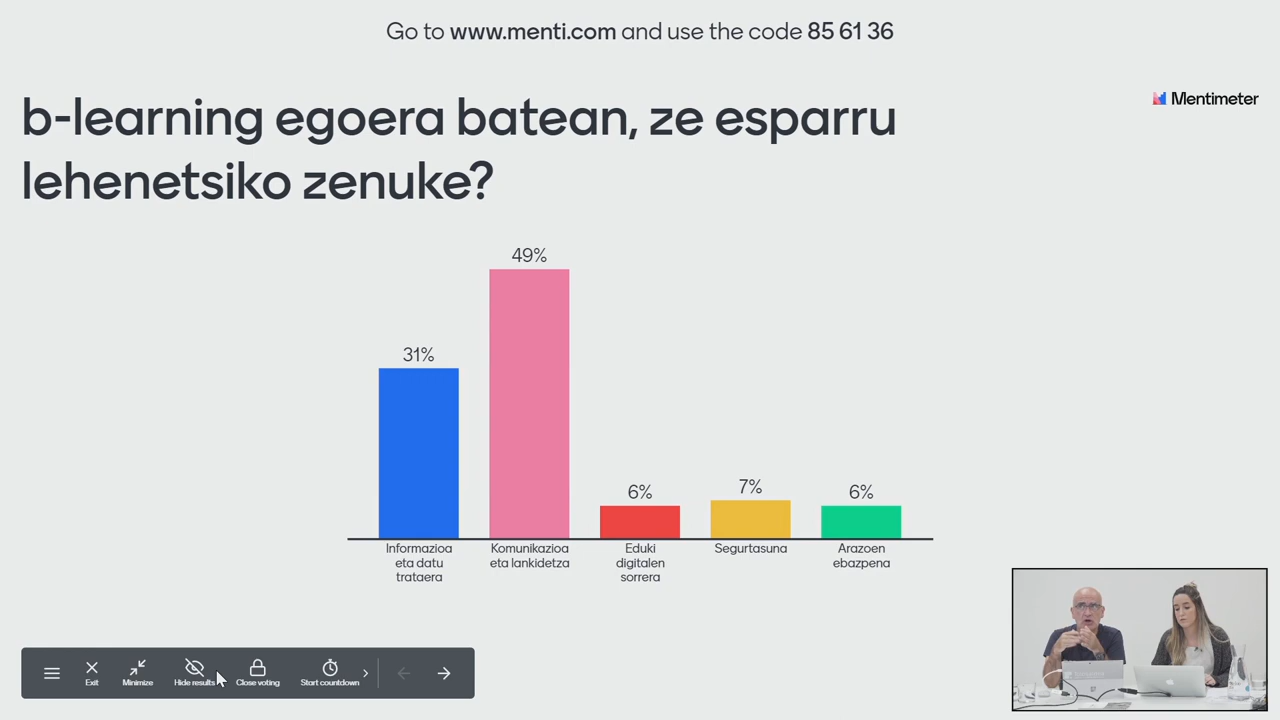 Go to www.menti.com and use the code 85 61 36
Mentimeter
b-learning egoera batean, ze esparru
lehenetsiko zenuke?
49%
31%
6%
7%
6%
Informazioa
eta datu
trataera
Komunikazioa
eta lankidetza
Eduki
digitalen
sorrera
Segurtasuna
Arazoen
ebazpena
Exit
Minimize
Hide results
Close voting
Start countdown